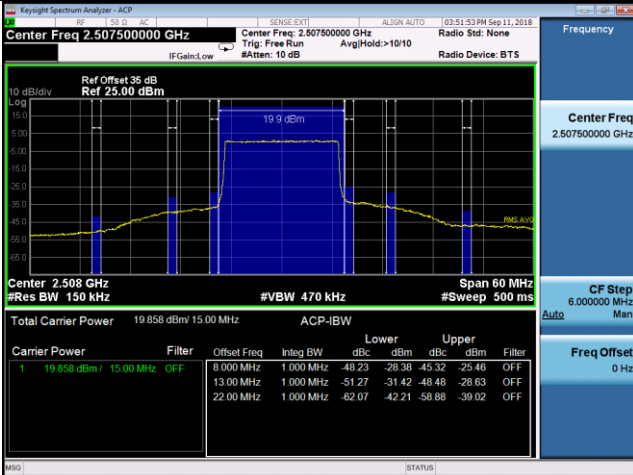 Keysight Spectrum Analyzer - ACP
RF 50 Ω AC SENSE:EXT ALIGN AUTO 03:51:53 PM Sep 11, 2018
Center Freq 2.507500000 GHz
Center Freq: 2.507500000 GHz
Radio Std: None
Trig: Free Run Avg|Hold:>10/10
IFGain:Low #Atten: 10 dB Radio Device: BTS
Frequency
Ref Offset 35 dB
10 dB/div Ref 25.00 dBm
Log
15.0
5.00
-5.00
-15.0
-25.0
-35.0
-45.0
-55.0
-65.0
19.9 dBm
RMS AVG
Center 2.508 GHz Span 60 MHz
#Res BW 150 kHz #VBW 470 kHz #Sweep 500 ms
Center Freq
2.507500000 GHz
CF Step
6.000000 MHz
Auto Man
Freq Offset
0 Hz
Total Carrier Power 19.858 dBm/ 15.00 MHz ACP-IBW
Lower Upper
Carrier Power Filter Offset Freq Integ BW dBc dBm dBc dBm Filter
1 19.858 dBm / 15.00 MHz OFF 8.000 MHz 1.000 MHz -48.23 -28.38 -45.32 -25.46 OFF
13.00 MHz 1.000 MHz -51.27 -31.42 -48.48 -28.63 OFF
22.00 MHz 1.000 MHz -62.07 -42.21 -58.88 -39.02 OFF
MSG STATUS